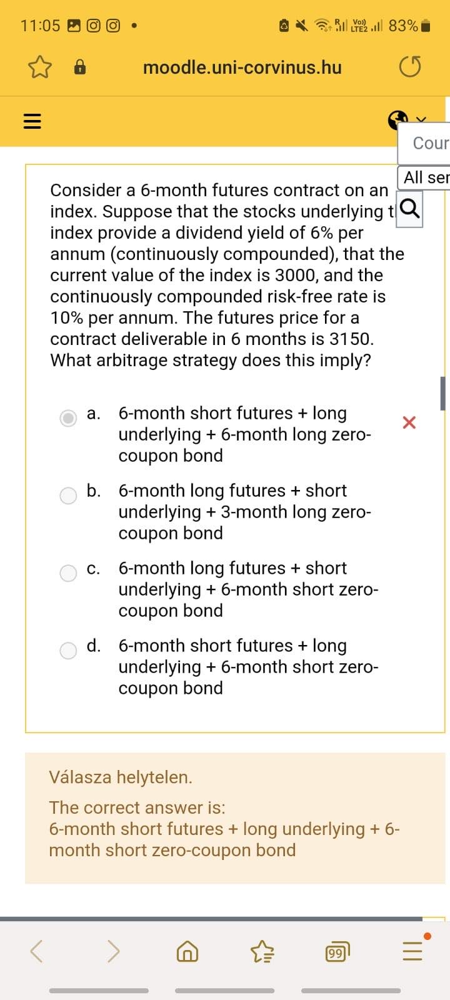 11:05
R Vo)) LTE2 83%
moodle.uni-corvinus.hu
Cour
All ser
Consider a 6-month futures contract on an
index. Suppose that the stocks underlying t
index provide a dividend yield of 6% per
annum (continuously compounded), that the
current value of the index is 3000, and the
continuously compounded risk-free rate is
10% per annum. The futures price for a
contract deliverable in 6 months is 3150.
What arbitrage strategy does this imply?
a. 6-month short futures + long
underlying + 6-month long zero-
coupon bond
b. 6-month long futures + short
underlying + 3-month long zero-
coupon bond
c. 6-month long futures + short
underlying + 6-month short zero-
coupon bond
d. 6-month short futures + long
underlying + 6-month short zero-
coupon bond
Válasza helytelen.
The correct answer is:
6-month short futures + long underlying + 6-
month short zero-coupon bond
99